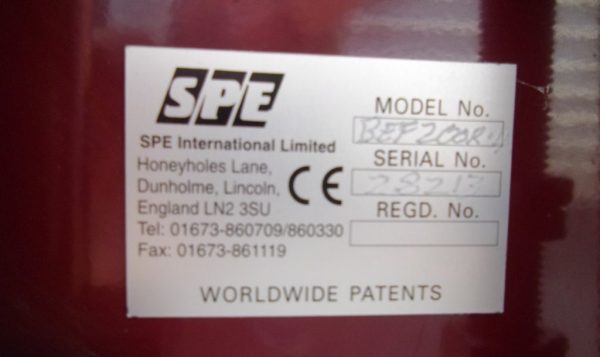 SPE
SPE International Limited
Honeyholes Lane,
Dunholme, Lincoln,
England LN2 3SU
Tel: 01673-860709/860330
Fax: 01673-861119
CE
MODEL No.
SERIAL No.
REGD. No.
WORLDWIDE PATENTS